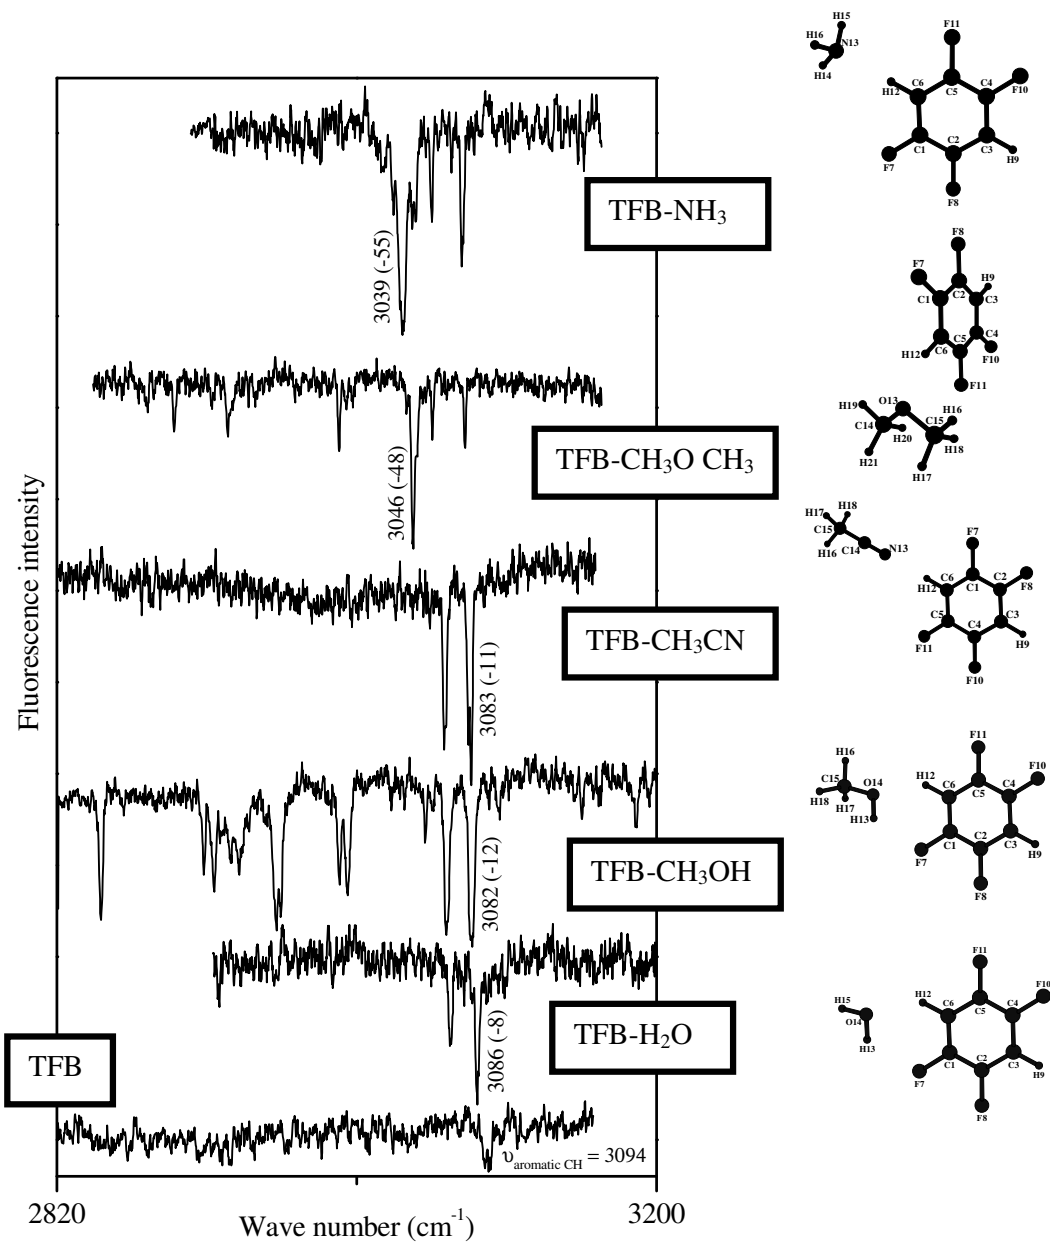 Fluorescence intensity
TFB-NH₃
3039 (-55)
TFB-CH₃O CH₃
3046 (-48)
TFB-CH₃CN
3083 (-11)
TFB-CH₃OH
3082 (-12)
TFB-H₂O
3086 (-8)
TFB
υaromatic CH = 3094
2820
Wave number (cm⁻¹)
3200
H15
H16
N13
H14
F11
H12
C6
C5
C4
F10
C1
C2
C3
F7
H9
F8
F8
F7
H9
C1
C2
C3
C5
C4
H12
C6
F10
F11
H19
O13
H16
C14
C15
H20
H18
H21
H17
H17
H18
C15
H16
C14
N13
F7
C6
C1
C2
F8
H12
C5
C4
C3
F11
H9
F10
H16
C15
O14
H18
H17
H13
F11
H12
C6
C5
C4
F10
C1
C2
C3
F7
H9
F8
H15
O14
H13
F11
H12
C6
C5
C4
F10
C1
C2
C3
F7
H9
F8